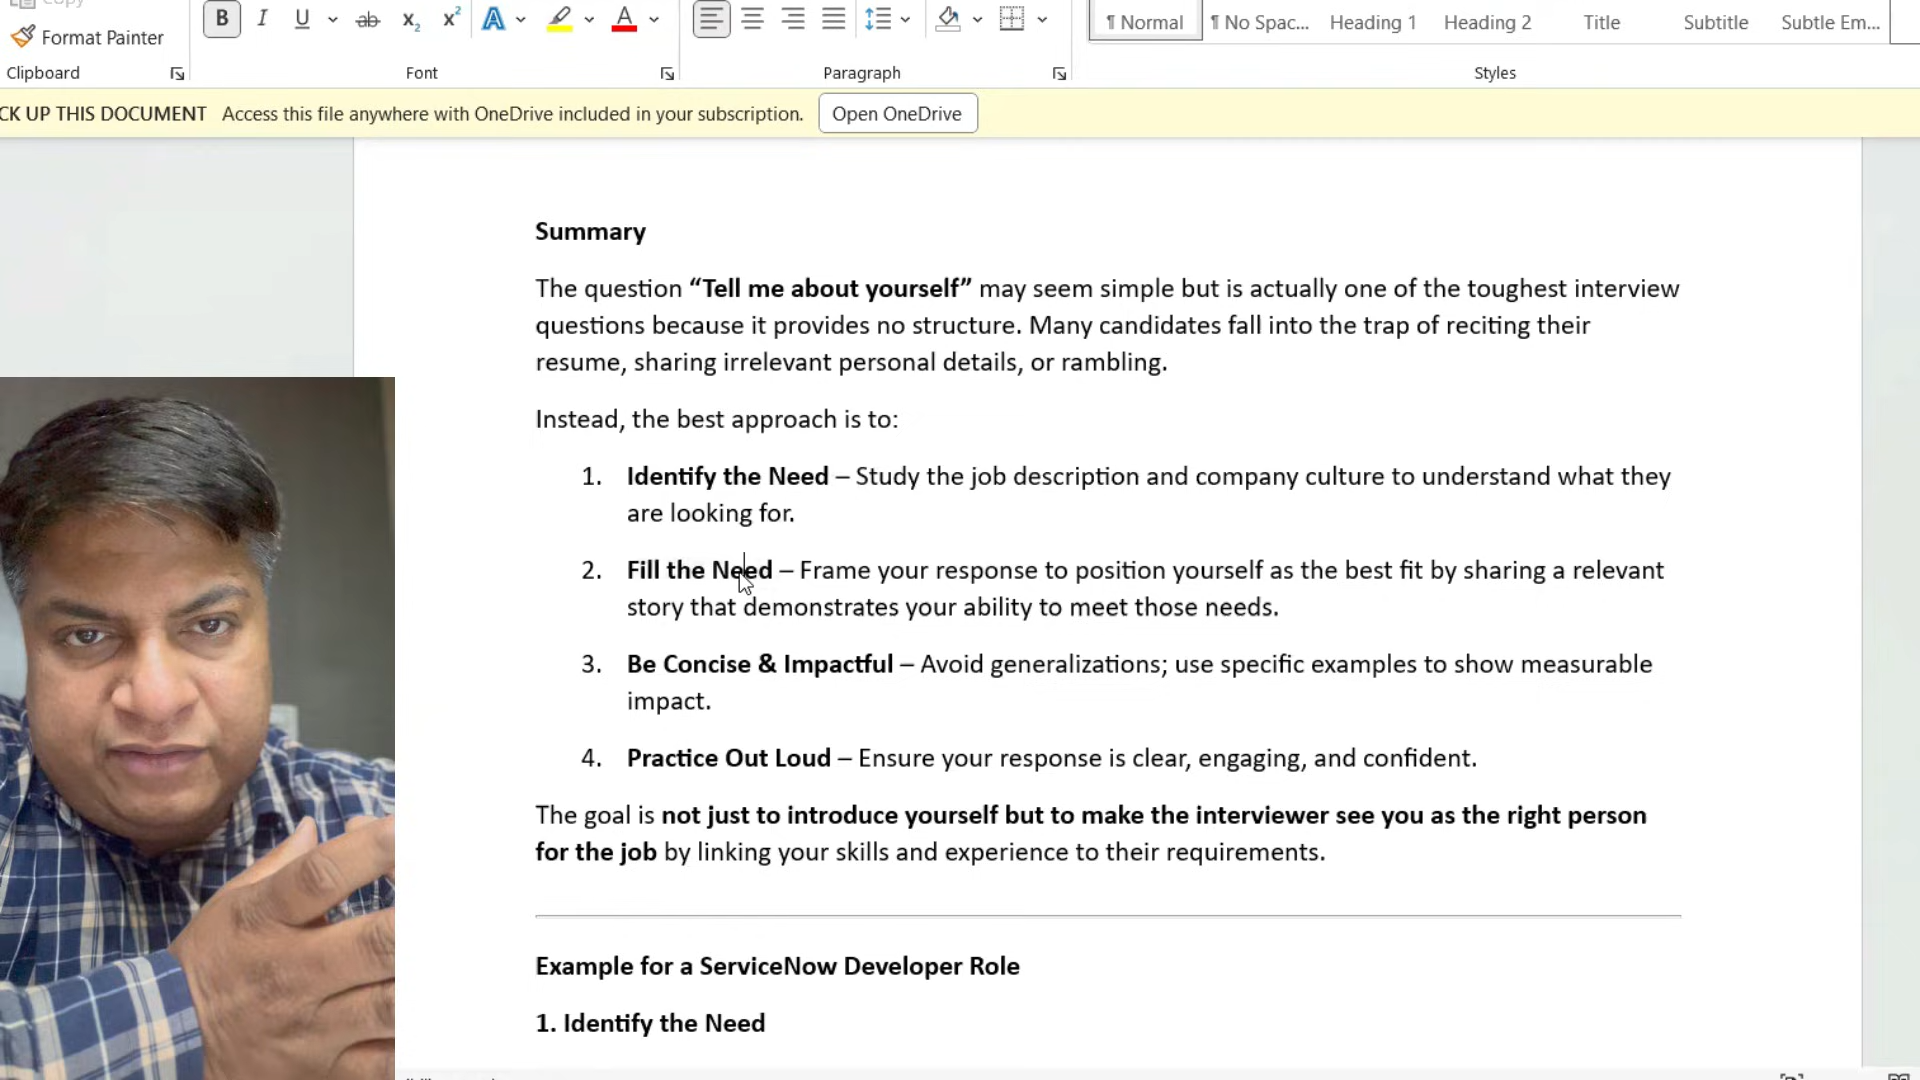 Copy
Format Painter
Clipboard
B I U ab x₂ x² A A
Font
Paragraph
¶ Normal ¶ No Spac... Heading 1 Heading 2 Title Subtitle Subtle Em...
Styles
CK UP THIS DOCUMENT Access this file anywhere with OneDrive included in your subscription. Open OneDrive
Summary
The question “Tell me about yourself” may seem simple but is actually one of the toughest interview
questions because it provides no structure. Many candidates fall into the trap of reciting their
resume, sharing irrelevant personal details, or rambling.
Instead, the best approach is to:
1. Identify the Need – Study the job description and company culture to understand what they
are looking for.
2. Fill the Need – Frame your response to position yourself as the best fit by sharing a relevant
story that demonstrates your ability to meet those needs.
3. Be Concise & Impactful – Avoid generalizations; use specific examples to show measurable
impact.
4. Practice Out Loud – Ensure your response is clear, engaging, and confident.
The goal is not just to introduce yourself but to make the interviewer see you as the right person
for the job by linking your skills and experience to their requirements.
Example for a ServiceNow Developer Role
1. Identify the Need